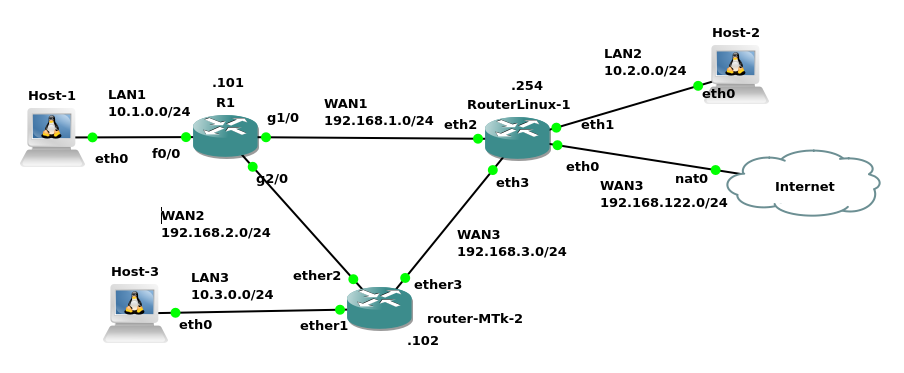 Host-2
LAN2
10.2.0.0/24
eth0
.254
RouterLinux-1
eth2
eth1
eth0
eth3
Host-1
LAN1
10.1.0.0/24
eth0
f0/0
.101
R1
g1/0
g2/0
WAN1
192.168.1.0/24
nat0
Internet
WAN3
192.168.122.0/24
WAN2
192.168.2.0/24
WAN3
192.168.3.0/24
Host-3
LAN3
10.3.0.0/24
eth0
ether2
ether3
ether1
router-MTk-2
.102